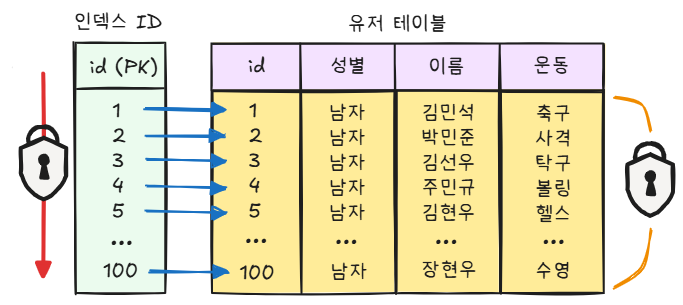 인덱스 ID
유저 테이블
id (PK)
id 성별 이름 운동
1 1 남자 김민석 축구
2 2 남자 박민준 사격
3 3 남자 김선우 탁구
4 4 남자 주민규 볼링
5 5 남자 김현우 헬스
... ... ... ... ...
100 100 남자 장현우 수영